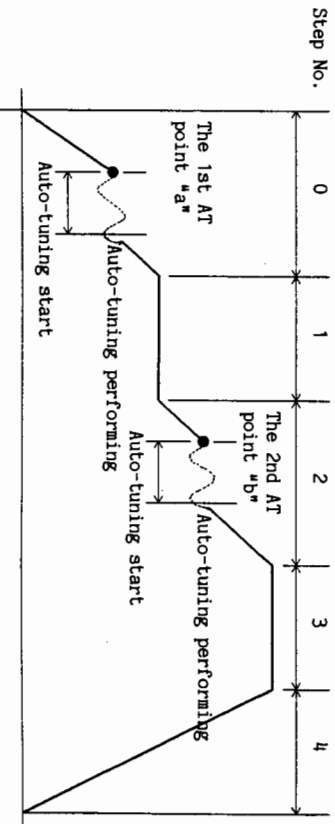 Step No.
0
1
2
3
4
The 1st AT
point "a"
The 2nd AT
point "b"
Auto-tuning performing
Auto-tuning start
Auto-tuning performing
Auto-tuning start